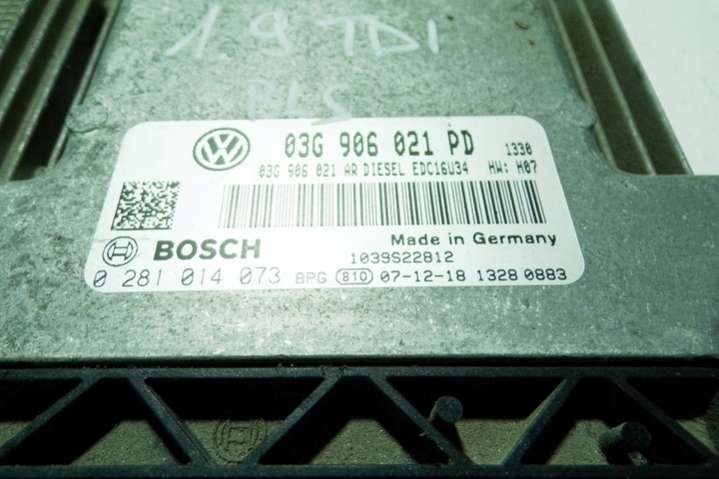 1.9 TDI
BLS
03G 906 021 PD 1330
03G 906 021 AR DIESEL EDC16U34 HW: H07
BOSCH Made in Germany
1039S22812
0 281 014 073 BPG 810 07-12-18 1328 0883